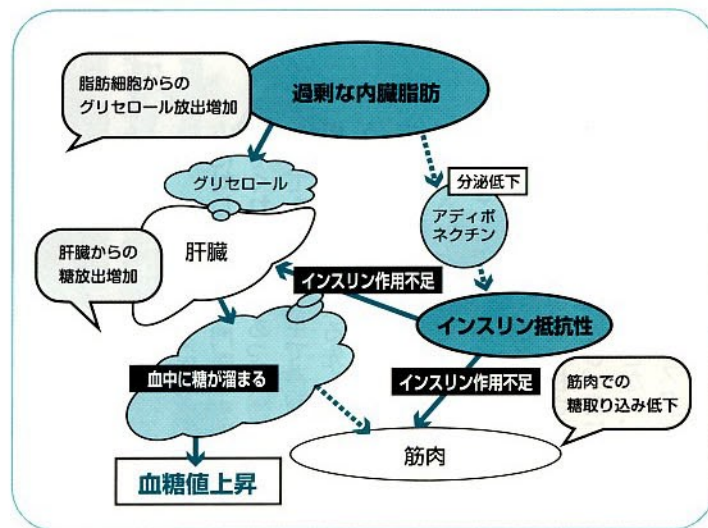 脂肪細胞からの
グリセロール放出増加
過剰な内臓脂肪
グリセロール
分泌低下
アディポ
ネクチン
肝臓
肝臓からの
糖放出増加
インスリン作用不足
インスリン抵抗性
血中に糖が溜まる
インスリン作用不足
筋肉での
糖取り込み低下
筋肉
血糖値上昇